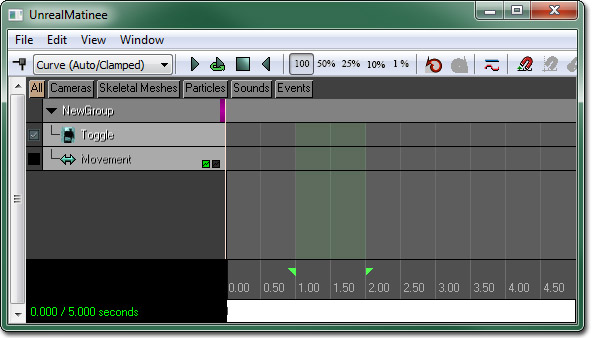 UnrealMatinee
File Edit View Window
Curve (Auto/Clamped) 100 50% 25% 10% 1 %
All Cameras Skeletal Meshes Particles Sounds Events
NewGroup
Toggle
Movement
0.00 0.50 1.00 1.50 2.00 2.50 3.00 3.50 4.00 4.50
0.000 / 5.000 seconds